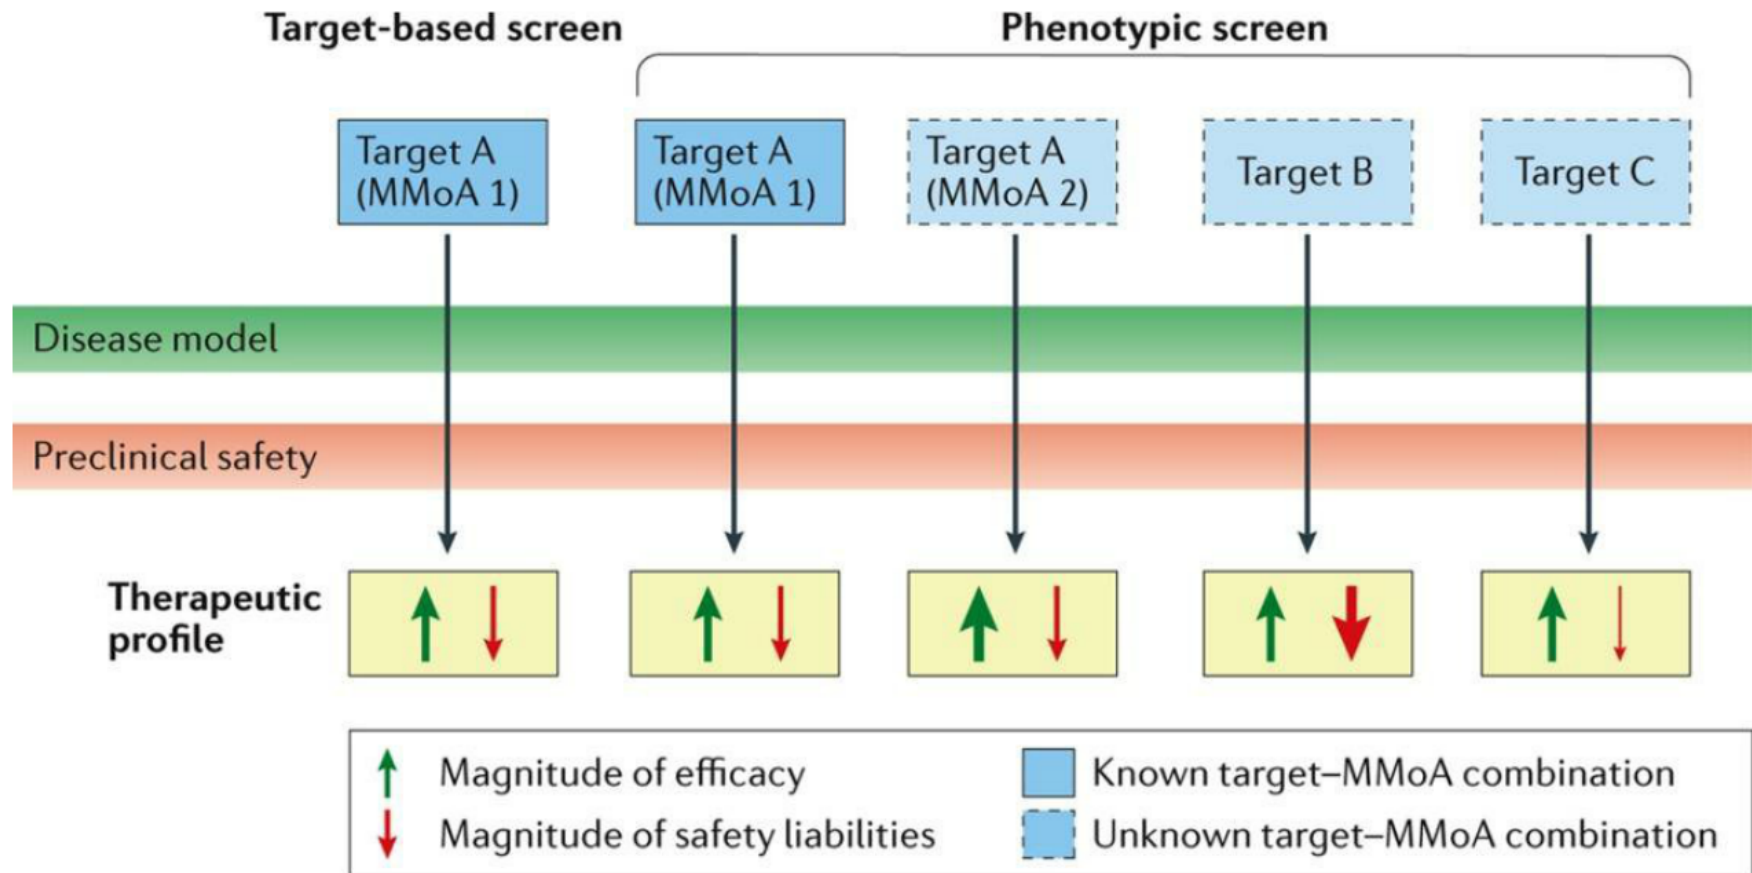 Target-based screen
Phenotypic screen
Target A
(MMoA 1)
Target A
(MMoA 1)
Target A
(MMoA 2)
Target B
Target C
Disease model
Preclinical safety
Therapeutic
profile
Magnitude of efficacy
Known target–MMoA combination
Magnitude of safety liabilities
Unknown target–MMoA combination